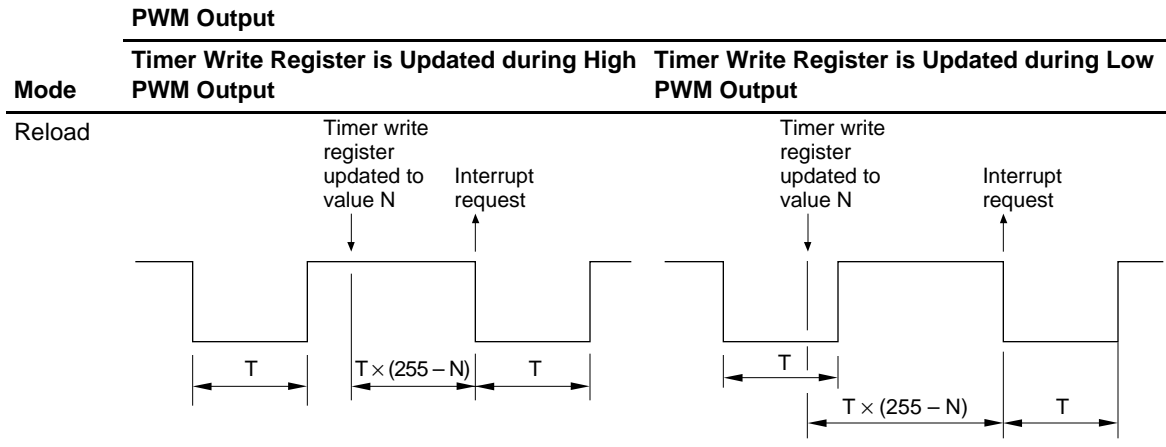 PWM Output
Mode
Timer Write Register is Updated during High
PWM Output
Timer Write Register is Updated during Low
PWM Output
Reload
Timer write
register
updated to
value N
Interrupt
request
T
T × (255 – N)
T
Timer write
register
updated to
value N
Interrupt
request
T
T × (255 – N)
T